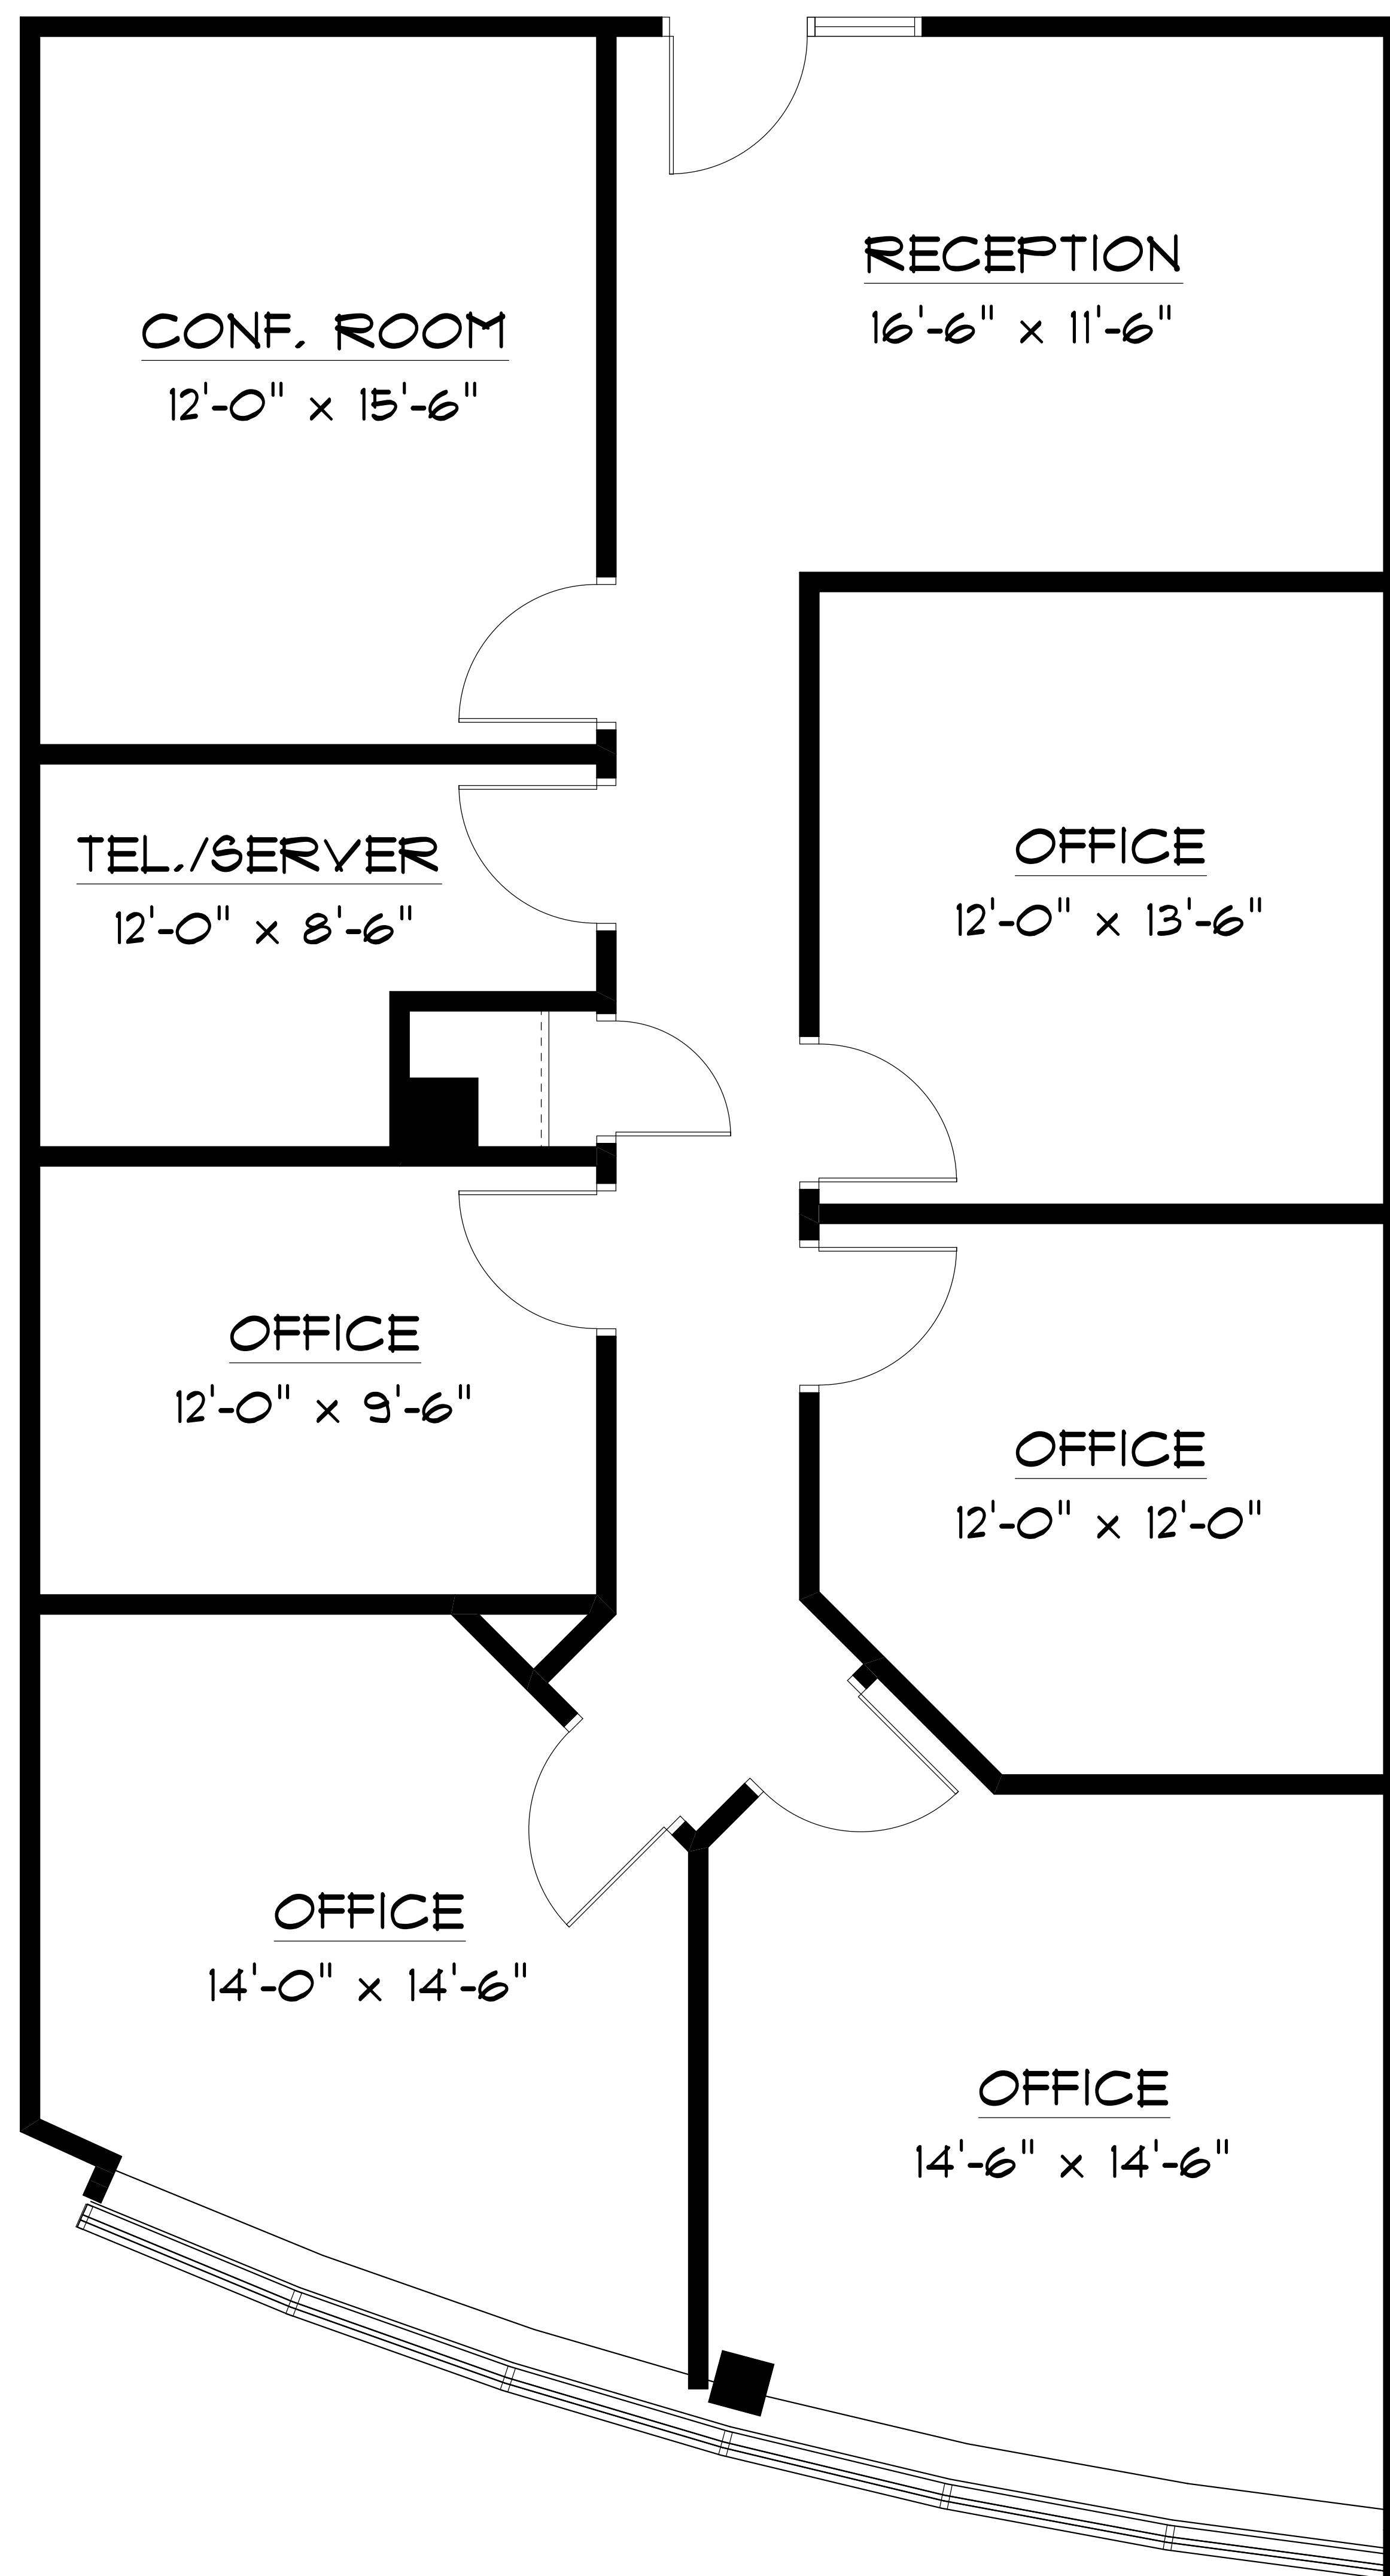 RECEPTION
16'-6" x 11'-6"
CONF. ROOM
12'-0" x 15'-6"
TEL./SERVER
12'-0" x 8'-6"
OFFICE
12'-0" x 13'-6"
OFFICE
12'-0" x 9'-6"
OFFICE
12'-0" x 12'-0"
OFFICE
14'-0" x 14'-6"
OFFICE
14'-6" x 14'-6"